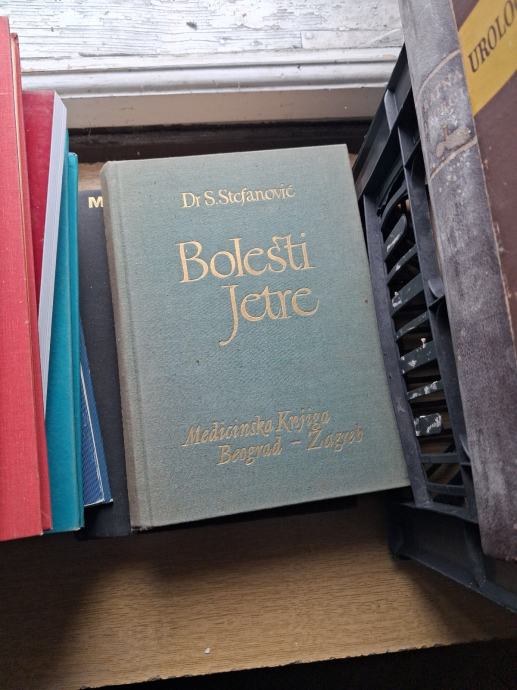 Dr S. Stefanović
Bolesti
Jetre
Medicinska Knjiga
Beograd – Zagreb
M
UROLO